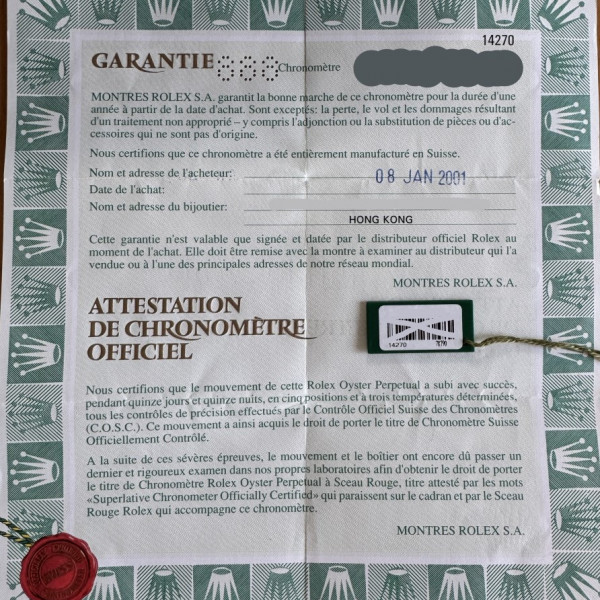 14270
GARANTIE 888 Chronomètre
MONTRES ROLEX S.A. garantit la bonne marche de ce chronomètre pour la durée d'une
année à partir de la date d'achat. Sont exceptés: la perte, le vol et les dommages résultant
d'un traitement non approprié – y compris l'adjonction ou la substitution de pièces ou d'ac-
cessoires qui ne sont pas d'origine.
Nous certifions que ce chronomètre a été entièrement manufacturé en Suisse.
Nom et adresse de l'acheteur:
08 JAN 2001
Date de l'achat:
Nom et adresse du bijoutier:
HONG KONG
Cette garantie n'est valable que signée et datée par le distributeur officiel Rolex au
moment de l'achat. Elle doit être remise avec la montre à examiner au distributeur qui l'a
vendue ou à l'une des principales adresses de notre réseau mondial.
MONTRES ROLEX S.A.
ATTESTATION
DE CHRONOMÈTRE
OFFICIEL
14270
Nous certifions que le mouvement de cette Rolex Oyster Perpetual a subi avec succès,
pendant quinze jours et quinze nuits, en cinq positions et à trois températures déterminées,
tous les contrôles de précision effectués par le Contrôle Officiel Suisse des Chronomètres
(C.O.S.C.). Ce mouvement a ainsi acquis le droit de porter le titre de Chronomètre Suisse
Officiellement Contrôlé.
A la suite de ces sévères épreuves, le mouvement et le boîtier ont encore dû passer un
dernier et rigoureux examen dans nos propres laboratoires afin d'obtenir le droit de porter
le titre de Chronomètre Rolex Oyster Perpetual à Sceau Rouge, titre attesté par les mots
«Superlative Chronometer Officially Certified» qui paraissent sur le cadran et par le Sceau
Rouge Rolex qui accompagne ce chronomètre.
MONTRES ROLEX S.A.